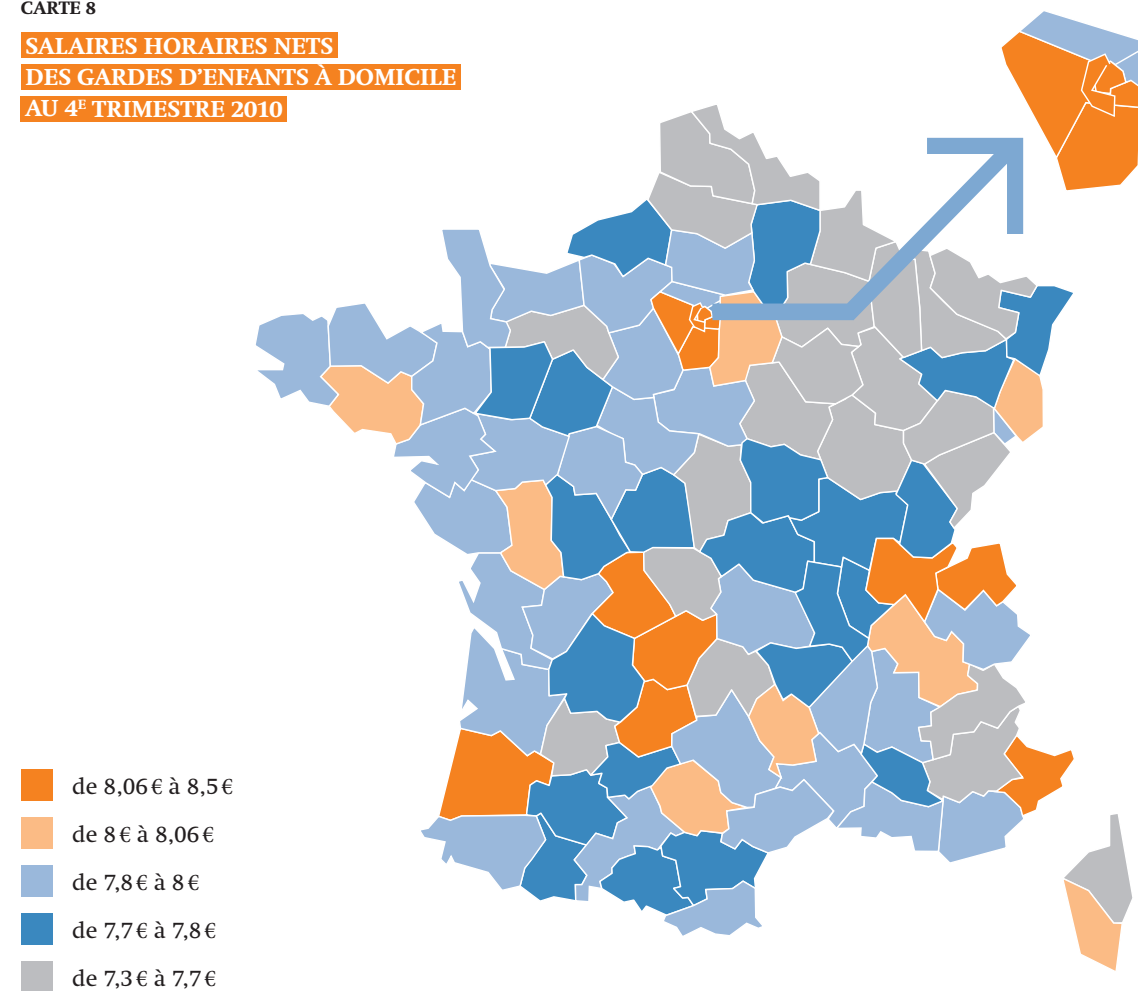 CARTE 8
SALAIRES HORAIRES NETS
DES GARDES D'ENFANTS À DOMICILE
AU 4E TRIMESTRE 2010
de 8,06 € à 8,5 €
de 8 € à 8,06 €
de 7,8 € à 8 €
de 7,7 € à 7,8 €
de 7,3 € à 7,7 €